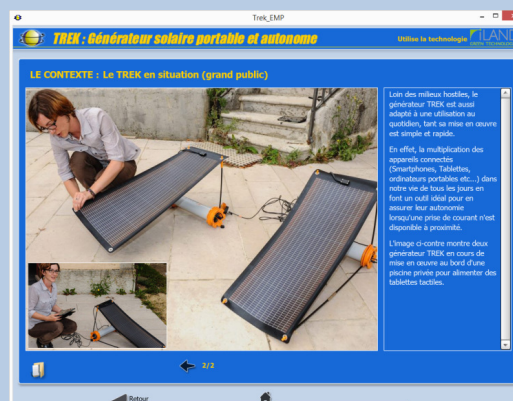 Trek_EMP
TREK : Générateur solaire portable et autonome
Utilise la technologie
iLAND
GREEN TECHNOLOGY
LE CONTEXTE : Le TREK en situation (grand public)
Loin des milieux hostiles, le
générateur TREK est aussi
adapté à une utilisation au
quotidien, tant sa mise en œuvre
est simple et rapide.
En effet, la multiplication des
appareils connectés
(Smartphones, Tablettes,
ordinateurs portables etc...) dans
notre vie de tous les jours en
font un outil idéal pour en
assurer leur autonomie
lorsqu'une prise de courant n'est
disponible à proximité.
L'image ci-contre montre deux
générateur TREK en cours de
mise en œuvre au bord d'une
piscine privée pour alimenter des
tablettes tactiles.
2/2
Retour